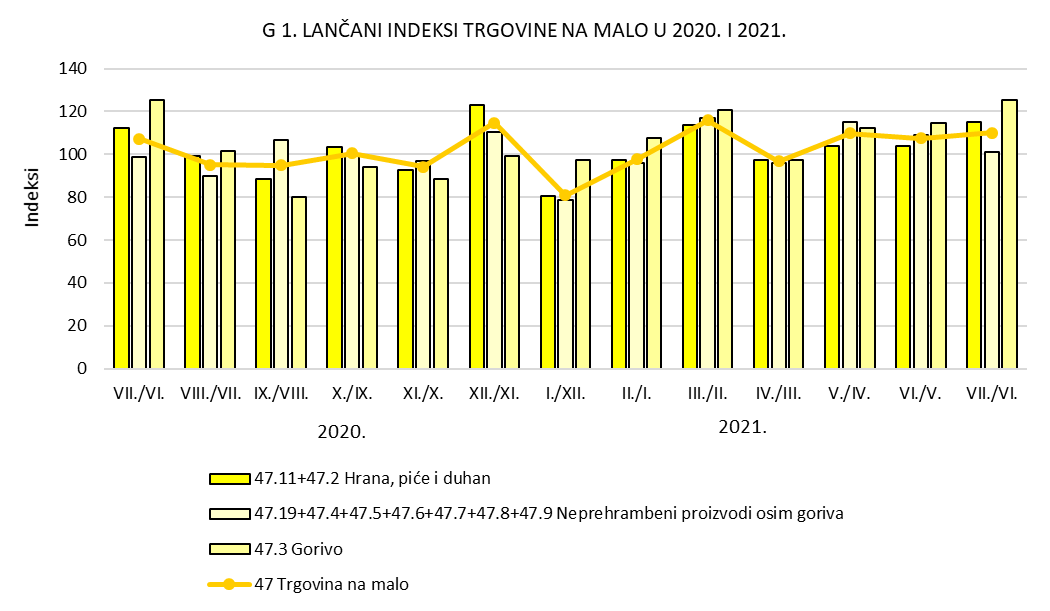 G 1. LANČANI INDEKSI TRGOVINE NA MALO U 2020. I 2021.
Indeksi
140
120
100
80
60
40
20
0
VII./VI. VIII./VII. IX./VIII. X./IX. XI./X. XII./XI. I./XII. II./I. III./II. IV./III. V./IV. VI./V. VII./VI.
2020. 2021.
47.11+47.2 Hrana, piće i duhan
47.19+47.4+47.5+47.6+47.7+47.8+47.9 Neprehrambeni proizvodi osim goriva
47.3 Gorivo
47 Trgovina na malo